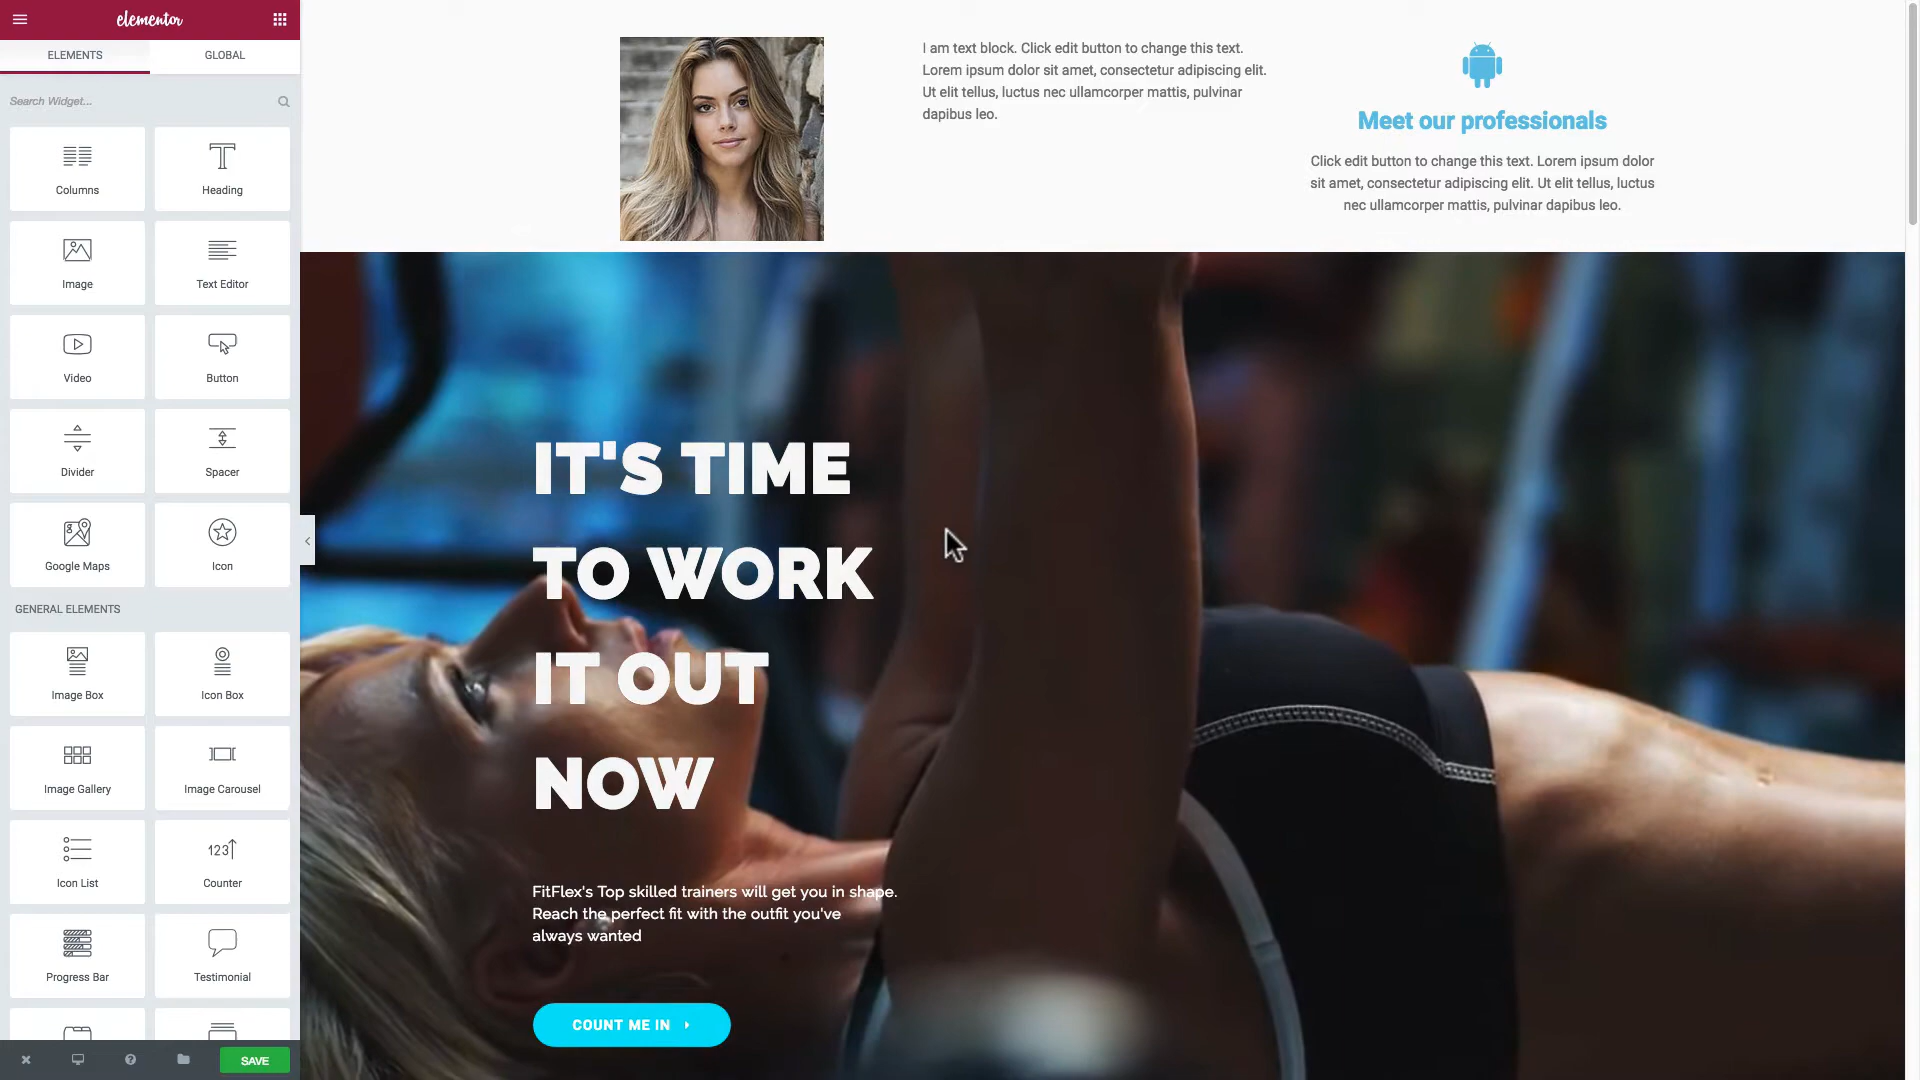 elementor
ELEMENTS
GLOBAL
Search Widget...
Columns
Heading
Image
Text Editor
Video
Button
Divider
Spacer
Google Maps
Icon
GENERAL ELEMENTS
Image Box
Icon Box
Image Gallery
Image Carousel
Icon List
123
Counter
Progress Bar
Testimonial
SAVE
I am text block. Click edit button to change this text.
Lorem ipsum dolor sit amet, consectetur adipiscing elit.
Ut elit tellus, luctus nec ullamcorper mattis, pulvinar
dapibus leo.
Meet our professionals
Click edit button to change this text. Lorem ipsum dolor
sit amet, consectetur adipiscing elit. Ut elit tellus, luctus
nec ullamcorper mattis, pulvinar dapibus leo.
IT'S TIME
TO WORK
IT OUT
NOW
FitFlex's Top skilled trainers will get you in shape.
Reach the perfect fit with the outfit you've
always wanted
COUNT ME IN